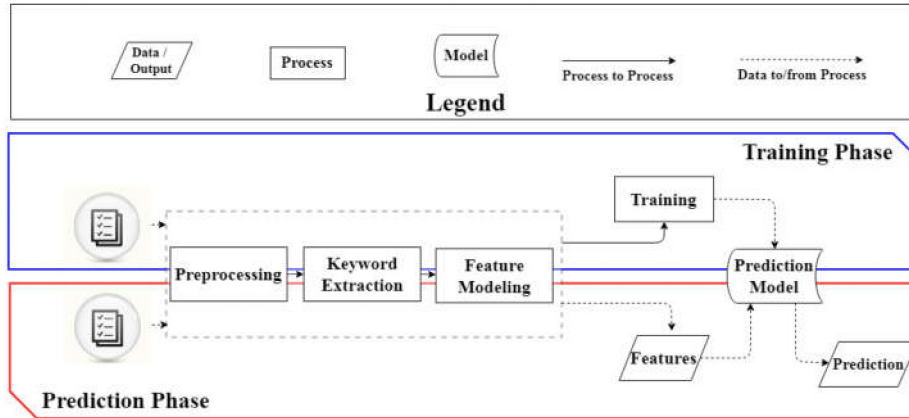 Data /
Output
Process
Model
Process to Process
Data to/from Process
Legend
Training Phase
Training
Preprocessing
Keyword
Extraction
Feature
Modeling
Prediction
Model
Features
Prediction
Prediction Phase